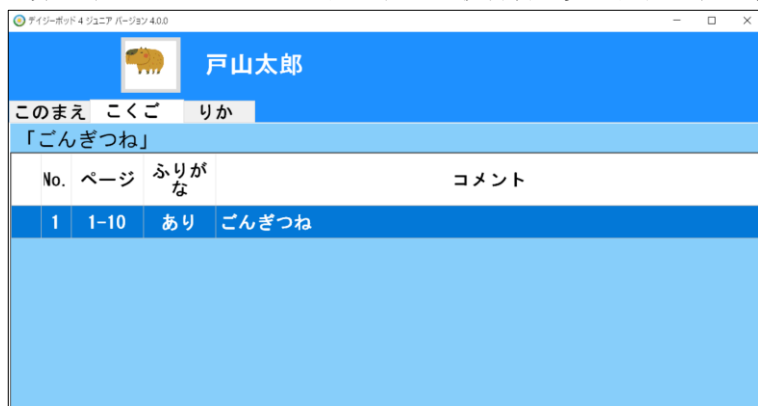 デイジーポッド 4 ジュニア バージョン 4.0.0
戸山太郎
このまえ こくご りか
「ごんぎつね」
No. ページ ふりがな コメント
1 1-10 あり ごんぎつね